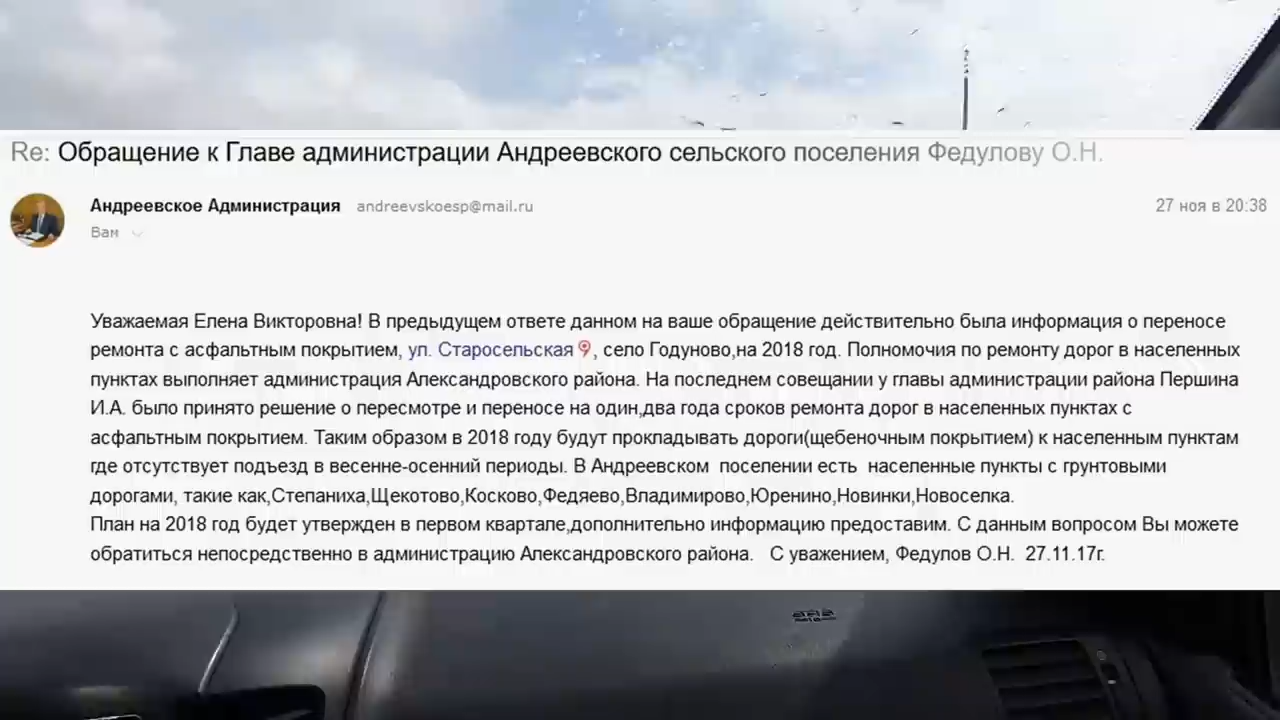 Re: Обращение к Главе администрации Андреевского сельского поселения Федулову О.Н.
Андреевское Администрация andreevskoesp@mail.ru 27 ноя в 20:38
Вам
Уважаемая Елена Викторовна! В предыдущем ответе данном на ваше обращение действительно была информация о переносе
ремонта с асфальтным покрытием, ул. Старосельская, село Годуново,на 2018 год. Полномочия по ремонту дорог в населенных
пунктах выполняет администрация Александровского района. На последнем совещании у главы администрации района Першина
И.А. было принято решение о пересмотре и переносе на один,два года сроков ремонта дорог в населенных пунктах с
асфальтным покрытием. Таким образом в 2018 году будут прокладывать дороги(щебеночным покрытием) к населенным пунктам
где отсутствует подъезд в весенне-осенний периоды. В Андреевском поселении есть населенные пункты с грунтовыми
дорогами, такие как,Степаниха,Щекотово,Косково,Федяево,Владимирово,Юренино,Новинки,Новоселка.
План на 2018 год будет утвержден в первом квартале,дополнительно информацию предоставим. С данным вопросом Вы можете
обратиться непосредственно в администрацию Александровского района. С уважением, Федулов О.Н. 27.11.17г.